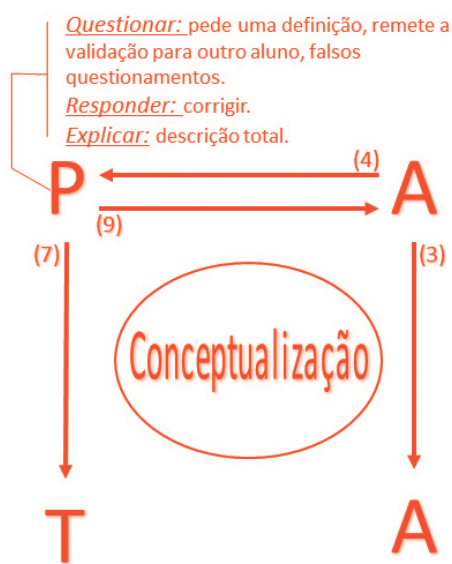 Questionar: pede uma definição, remete a
validação para outro aluno, falsos
questionamentos.
Responder: corrigir.
Explicar: descrição total.
P
(4)
A
(9)
(7)
(3)
Conceptualização
T
A